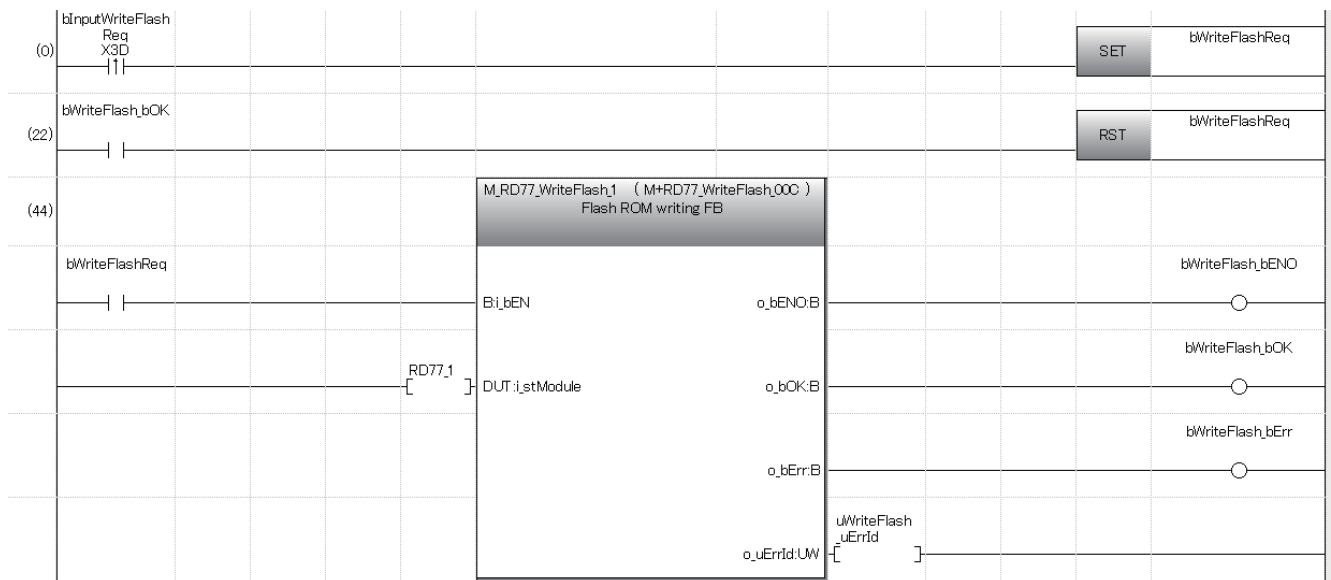 bInputWriteFlash
Req
X3D
(0)
SET
bWriteFlashReq
bWriteFlash_bOK
(22)
RST
bWriteFlashReq
M_RD77_WriteFlash_1 ( M+RD77_WriteFlash_00C )
Flash ROM writing FB
(44)
bWriteFlashReq
bWriteFlash_bENO
B:i_bEN
o_bENO:B
bWriteFlash_bOK
RD77_1
DUT:i_stModule
o_bOK:B
bWriteFlash_bErr
o_bErr:B
uWriteFlash
_uErrId
o_uErrId:UW